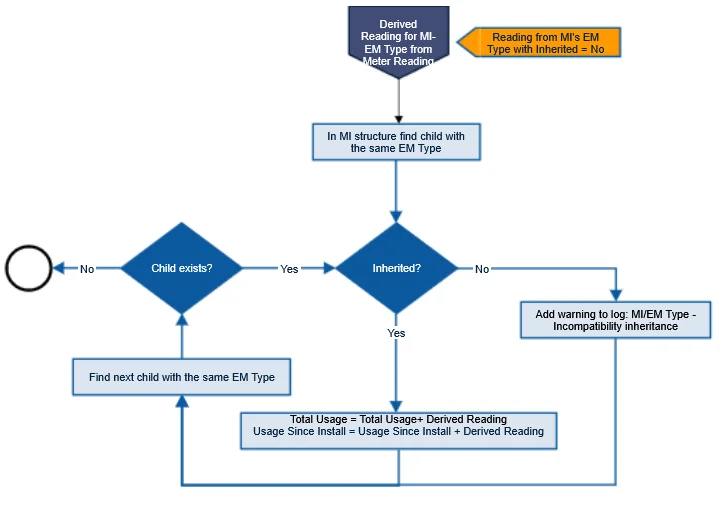 Derived
Reading for MI-
EM Type from
Meter Reading
Reading from MI's EM
Type with Inherited = No
In MI structure find child with
the same EM Type
No
Child exists?
Yes
Inherited?
No
Add warning to log: MI/EM Type -
Incompatibility inheritance
Yes
Find next child with the same EM Type
Total Usage = Total Usage+ Derived Reading
Usage Since Install = Usage Since Install + Derived Reading